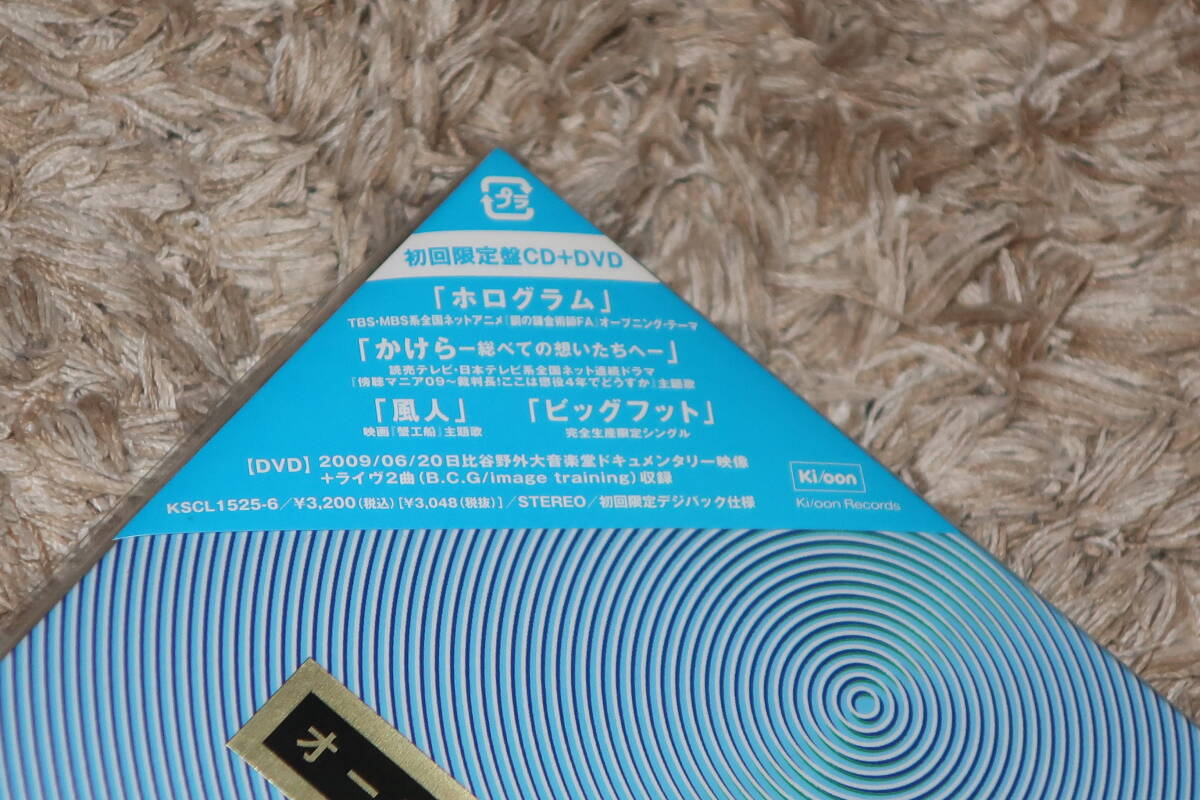 プラ
初回限定盤CD+DVD
「ホログラム」
TBS・MBS系全国ネットアニメ『鋼の錬金術師FA』オープニング・テーマ
「かけら―総べての想いたちへ―」
読売テレビ・日本テレビ系全国ネット連続ドラマ
『傍聴マニア09～裁判長!ここは懲役4年でどうすか』主題歌
「風人」 「ビッグフット」
映画『蟹工船』主題歌 完全生産限定シングル
【DVD】2009/06/20日比谷野外大音楽堂ドキュメンタリー映像
+ライヴ2曲(B.C.G/image training)収録
KSCL1525-6/¥3,200(税込)[¥3,048(税抜)]/STEREO/初回限定デジパック仕様
Ki/oon
Ki/oon Records
オー